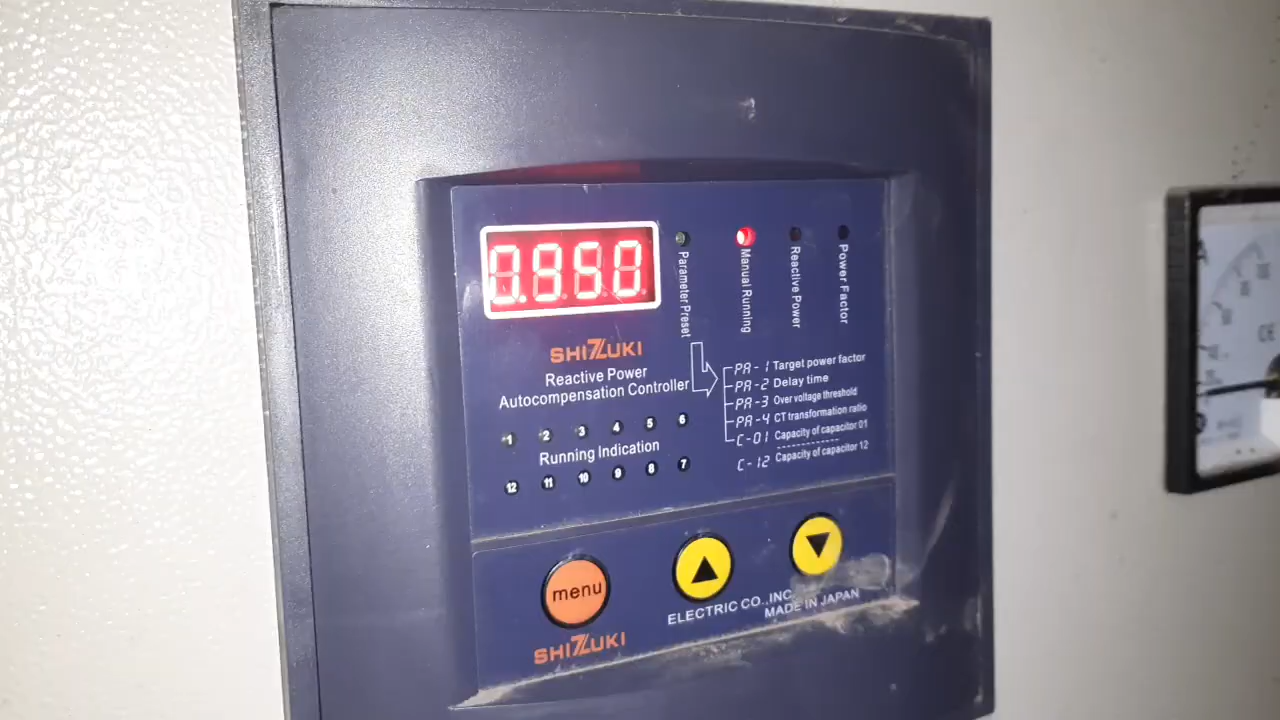 0.950
Parameter Preset
Manual Running
Reactive Power
Power Factor
SHIZUKI
Reactive Power
Autocompensation Controller
PA-1 Target power factor
PA-2 Delay time
PA-3 Over voltage threshold
PA-4 CT transformation ratio
C-01 Capacity of capacitor 01
C-12 Capacity of capacitor 12
1 2 3 4 5 6
Running Indication
12 11 10 9 8 7
menu
SHIZUKI
ELECTRIC CO.,INC.
MADE IN JAPAN
CE